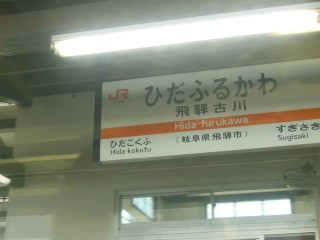 JR ひだふるかわ
飛騨古川
Hida-furukawa
ひだこくふ (岐阜県飛騨市) すぎさき
Hida-kokufu Sugisaki